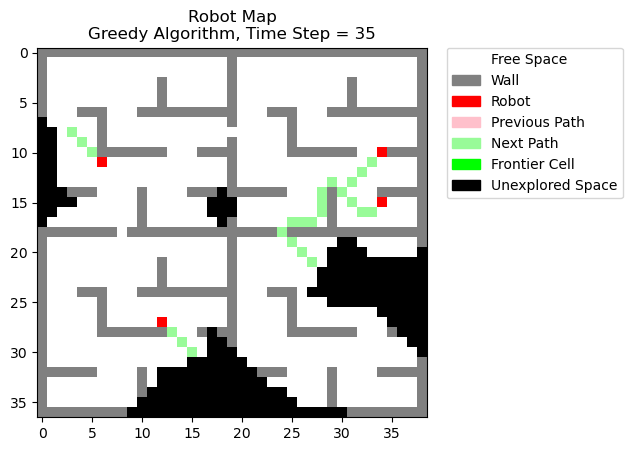 Robot Map
Greedy Algorithm, Time Step = 35
0
5
10
15
20
25
30
35
0
5
10
15
20
25
30
35
Free Space
Wall
Robot
Previous Path
Next Path
Frontier Cell
Unexplored Space